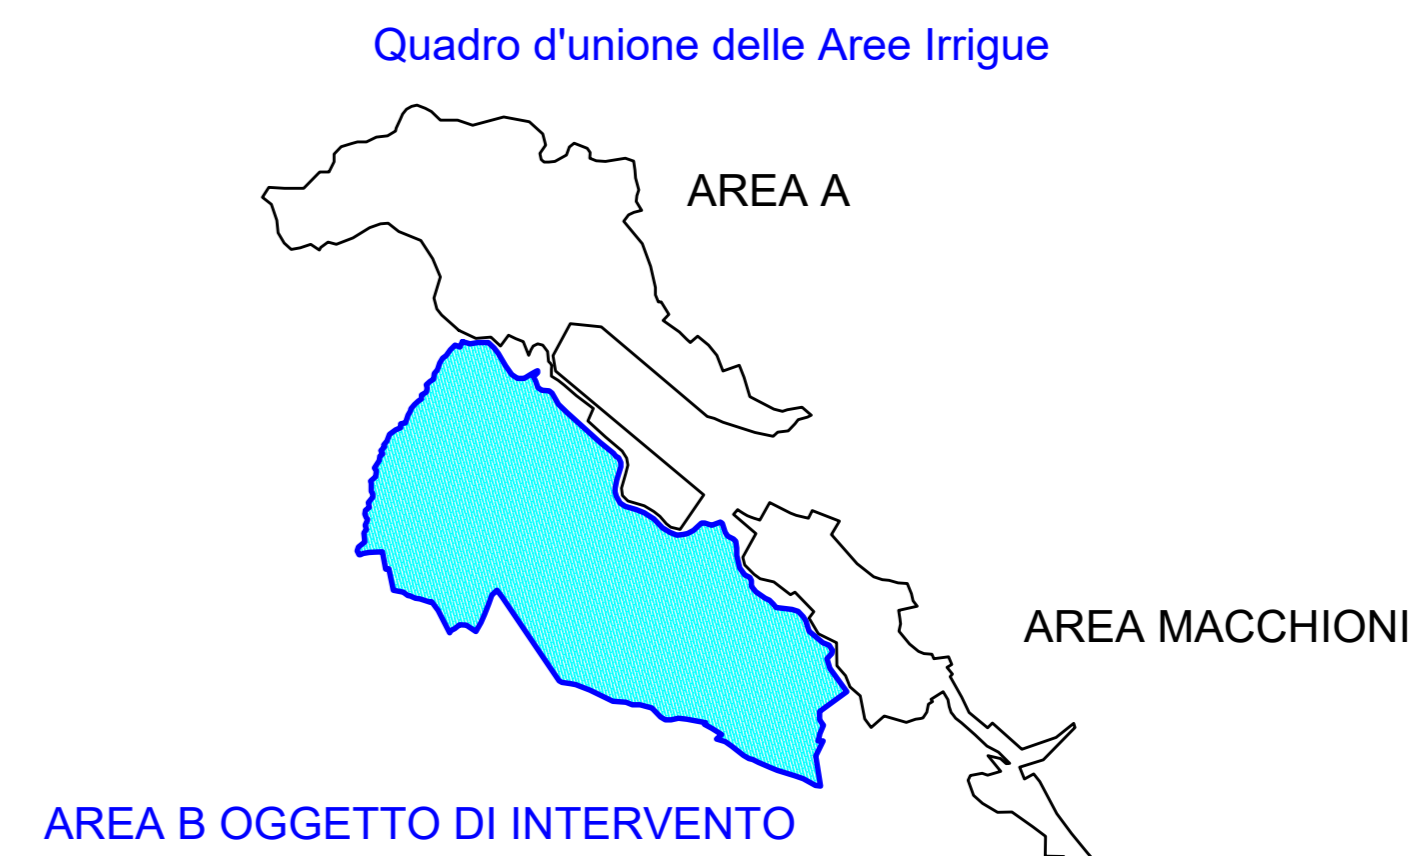 Quadro d'unione delle Aree Irrigue
AREA A
AREA MACCHIONI
AREA B OGGETTO DI INTERVENTO